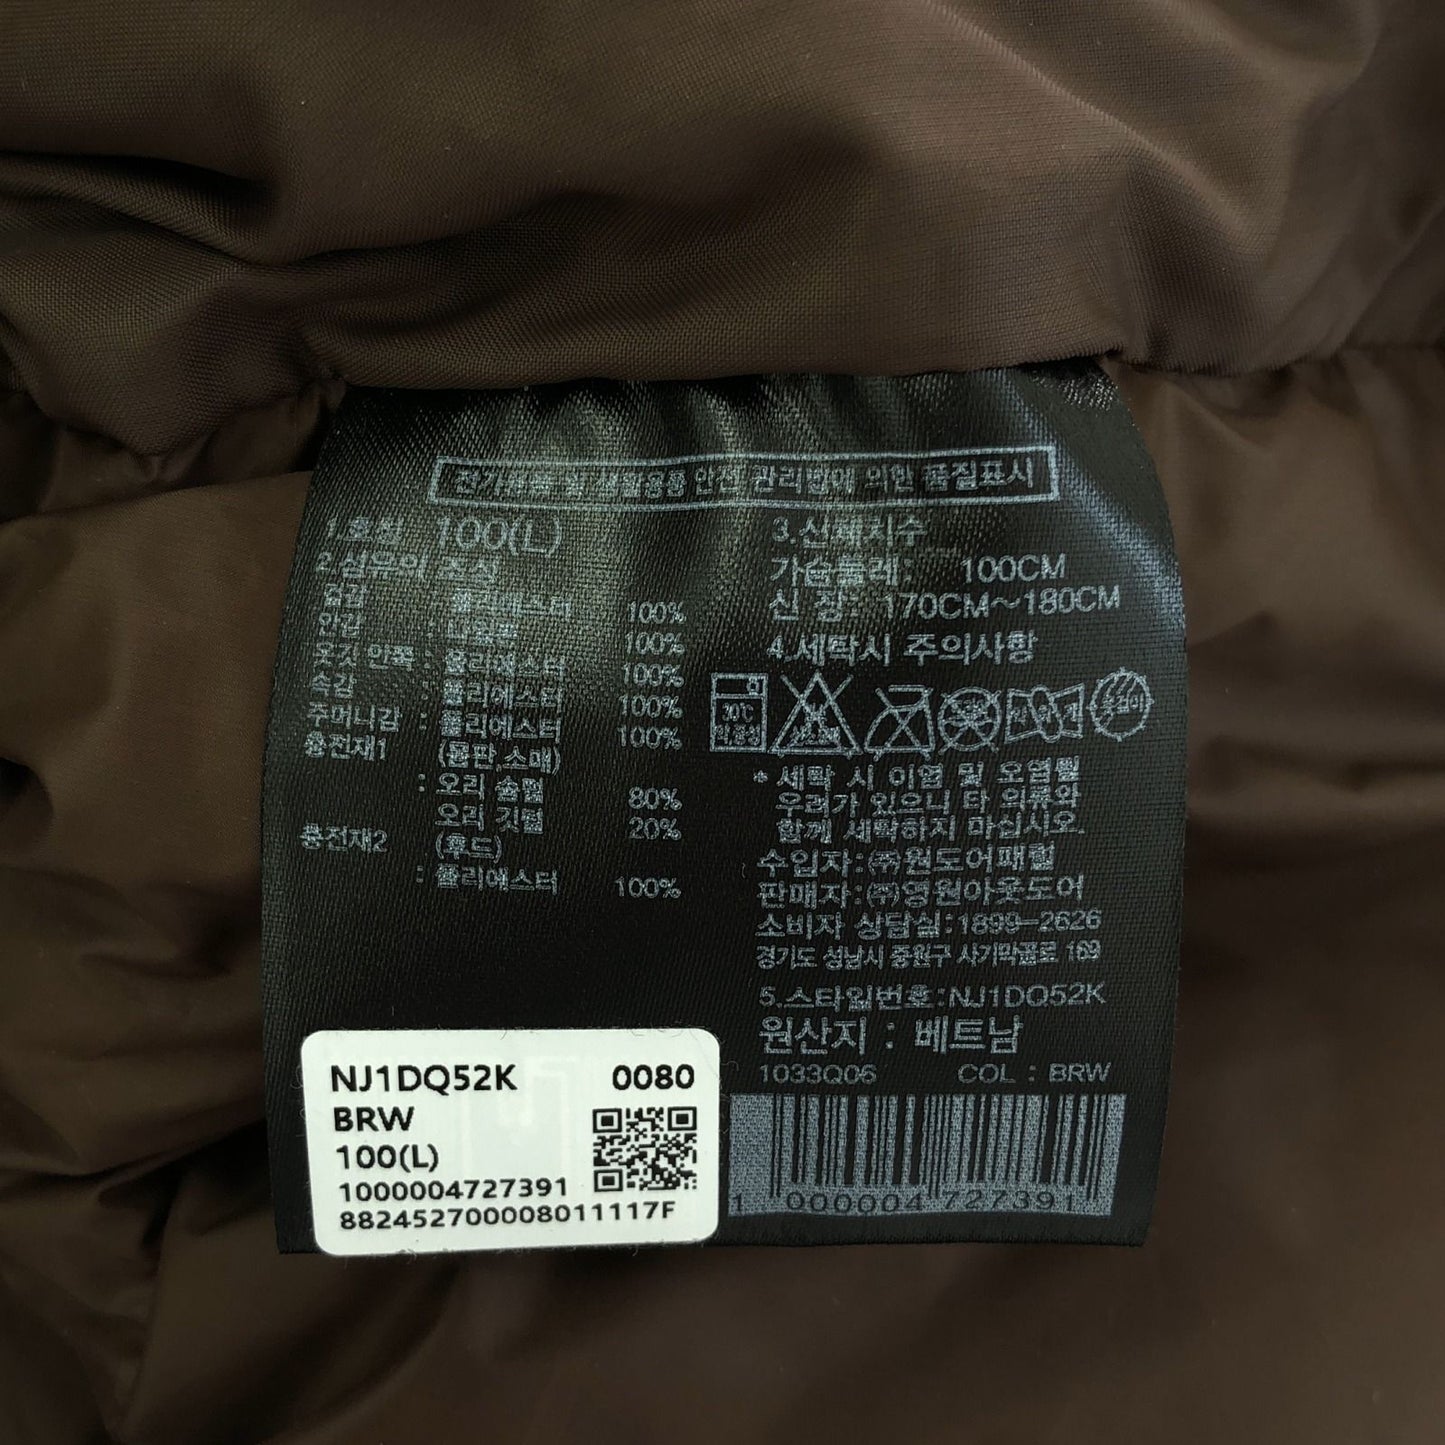 전기용품 및 생활용품 안전 관리법에 의한 품질표시
1.호칭 100(L)
2.섬유의 조성
겉감 : 폴리에스터 100%
안감 : 나일론 100%
옷깃 안쪽 : 폴리에스터 100%
속감 : 폴리에스터 100%
주머니감 : 폴리에스터 100%
충전재1 (몸판,소매)
: 오리 솜털 80%
오리 깃털 20%
충전재2 (후드)
: 폴리에스터 100%
3.신체치수
가슴둘레: 100CM
신 장: 170CM~180CM
4.세탁시 주의사항
30℃
* 세탁 시 이염 및 오염될
우려가 있으니 타 의류와
함께 세탁하지 마십시오.
수입자:(주)원도어패럴
판매자:(주)영원아웃도어
소비자 상담실:1899-2626
경기도 성남시 중원구 사기막골로 169
5.스타일번호:NJ1DQ52K
원산지 : 베트남
1033Q06 COL : BRW
1 000004 727391
NJ1DQ52K 0080
BRW
100(L)
1000004727391
882452700008011117F